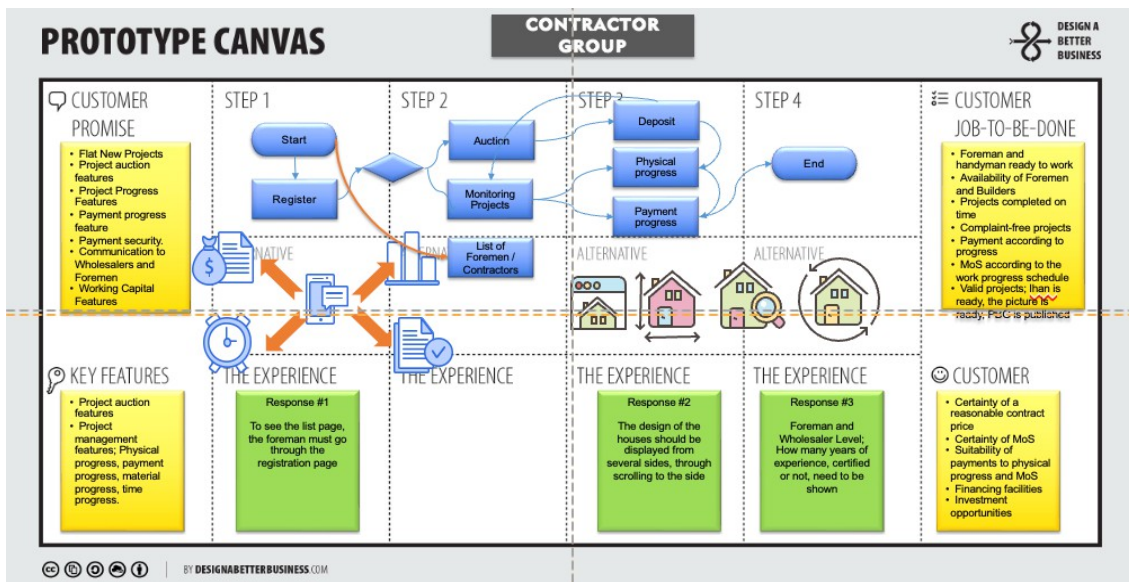 PROTOTYPE CANVAS
CONTRACTOR
GROUP
DESIGN A
BETTER
BUSINESS
CUSTOMER
PROMISE
• Flat New Projects
• Project auction
features
• Project Progress
Features
• Payment progress
feature
• Payment security.
• Communication to
Wholesalers and
Foremen
• Working Capital
Features
STEP 1
Start
Register
STEP 2
Auction
Monitoring
Projects
List of
Foremen /
Contractors
STEP 3
Deposit
Physical
progress
Payment
progress
STEP 4
End
ALTERNATIVE
ALTERNATIVE
CUSTOMER
JOB-TO-BE-DONE
• Foreman and
handyman ready to work
• Availability of Foremen
and Builders
• Projects completed on
time
• Complaint-free projects
• Payment according to
progress
• MoS according to the
work progress schedule
• Valid projects; lhan is
ready, the picture is
ready, PBG is published
KEY FEATURES
• Project auction
features
• Project
management
features; Physical
progress, payment
progress, material
progress, time
progress.
THE EXPERIENCE
Response #1
To see the list page,
the foreman must go
through the
registration page
THE EXPERIENCE
THE EXPERIENCE
Response #2
The design of the
houses should be
displayed from
several sides, through
scrolling to the side
THE EXPERIENCE
Response #3
Foreman and
Wholesaler Level;
How many years of
experience, certified
or not, need to be
shown
CUSTOMER
• Certainty of a
reasonable contract
price
• Certainty of MoS
• Suitability of
payments to physical
progress and MoS
• Financing facilities
• Investment
opportunities
BY DESIGNABETTERBUSINESS.COM